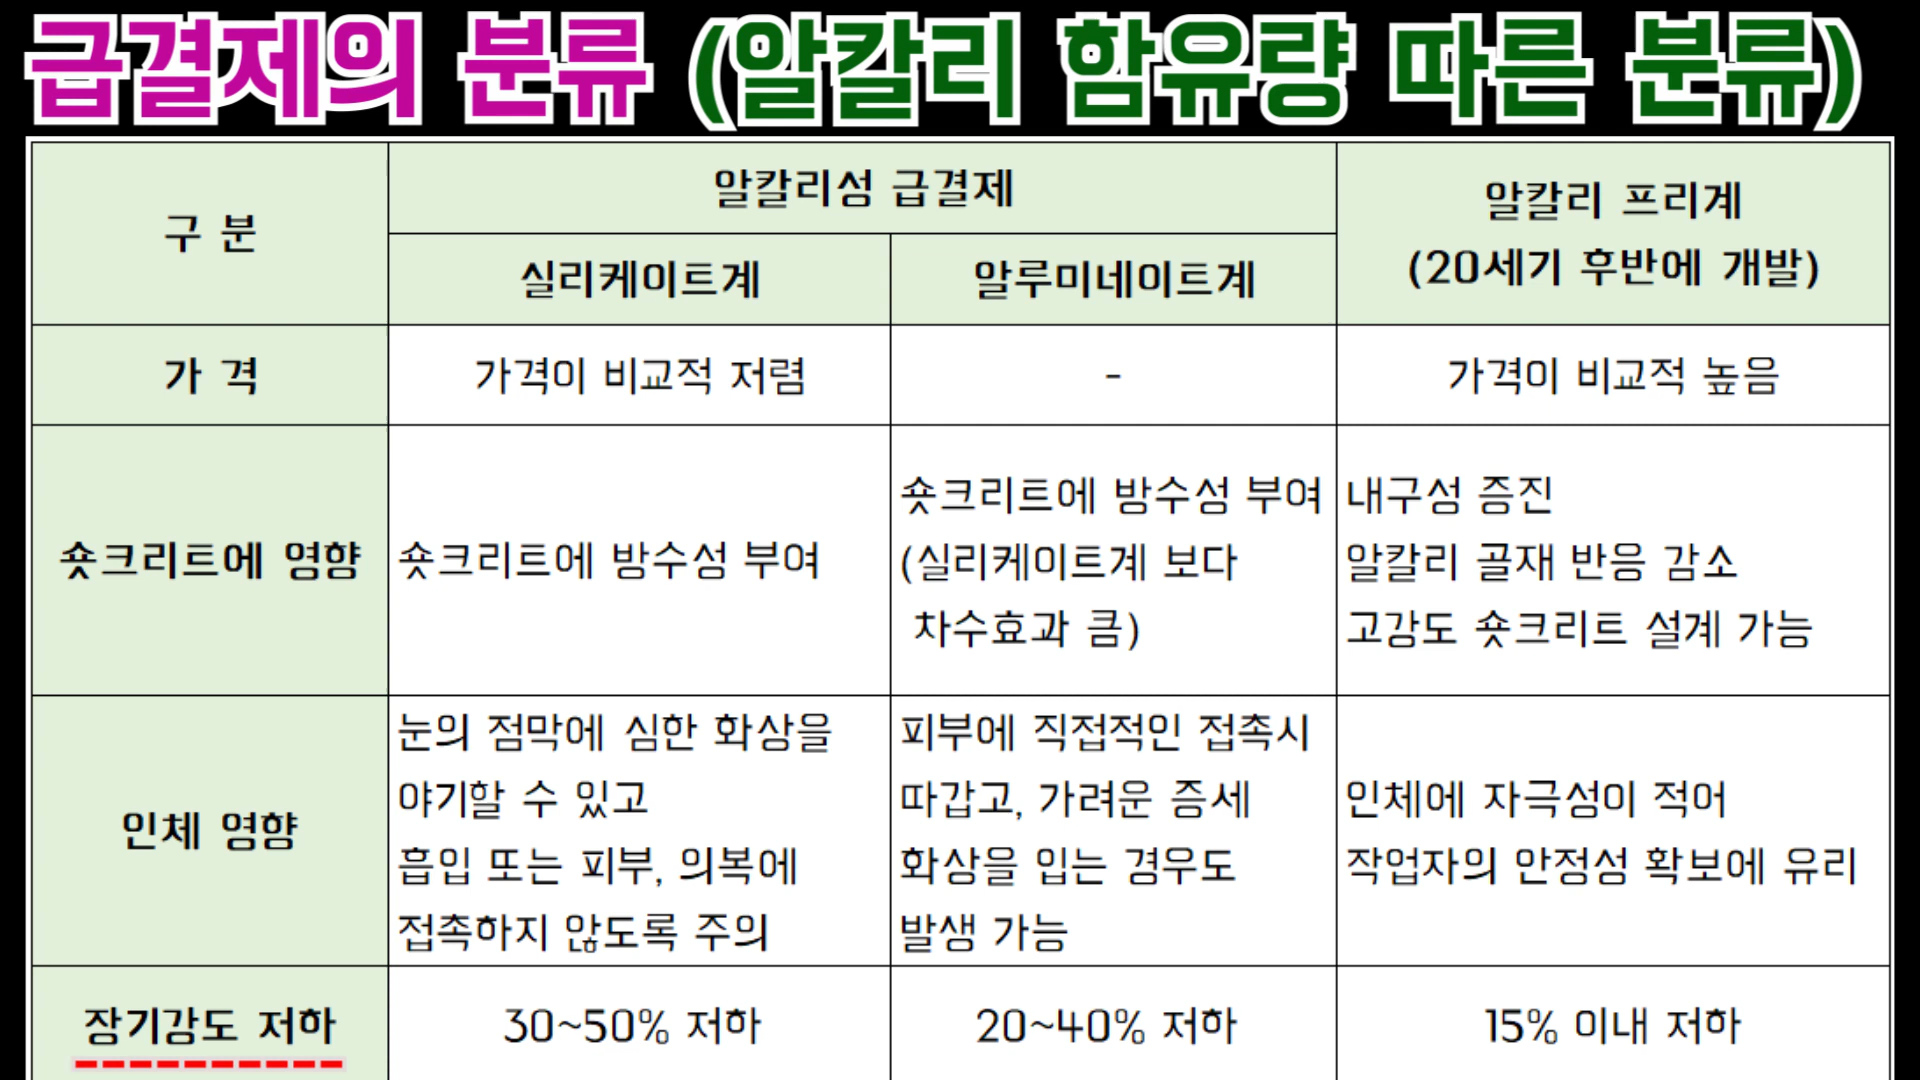 급결제의 분류 (알칼리 함유량 따른 분류)
구 분
알칼리성 급결제
알칼리 프리계
(20세기 후반에 개발)
실리케이트계
알루미네이트계
가 격
가격이 비교적 저렴
-
가격이 비교적 높음
숏크리트에 영향
숏크리트에 방수성 부여
숏크리트에 방수성 부여
(실리케이트계 보다
차수효과 큼)
내구성 증진
알칼리 골재 반응 감소
고강도 숏크리트 설계 가능
인체 영향
눈의 점막에 심한 화상을
야기할 수 있고
흡입 또는 피부, 의복에
접촉하지 않도록 주의
피부에 직접적인 접촉시
따갑고, 가려운 증세
화상을 입는 경우도
발생 가능
인체에 자극성이 적어
작업자의 안정성 확보에 유리
장기강도 저하
30~50% 저하
20~40% 저하
15% 이내 저하